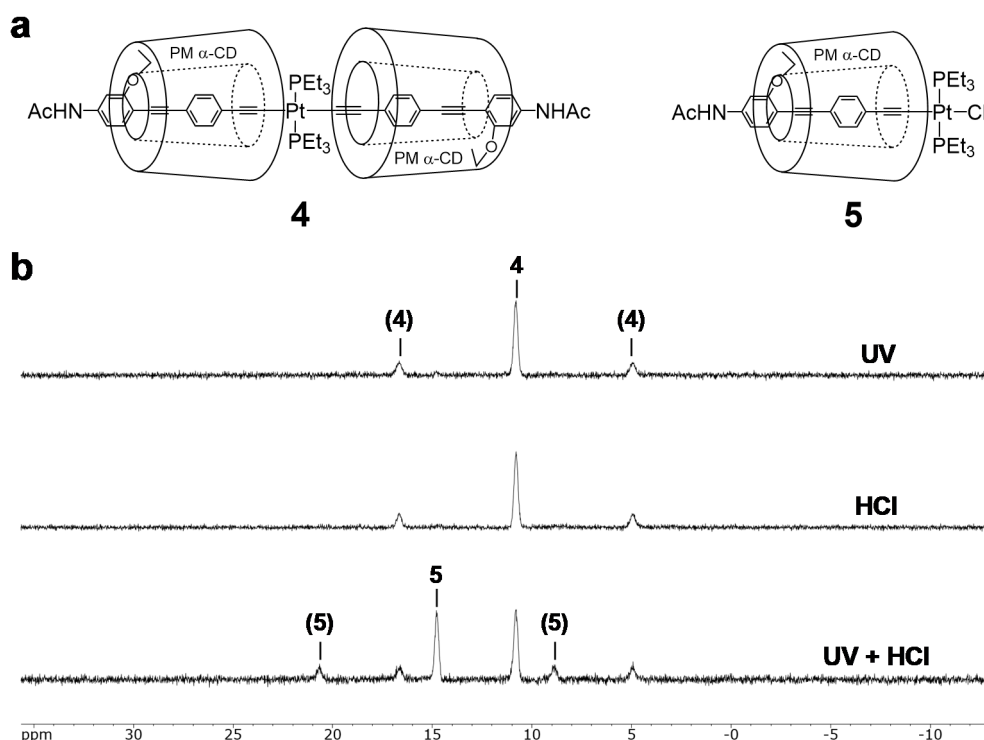 a
PM α-CD
O
PEt3
AcHN
Pt
NHAc
PEt3
PM α-CD
O
4
PM α-CD
O
PEt3
AcHN
Pt
PEt3
5
b
4
(4)
(4)
UV
HCl
5
(5)
(5)
UV + HCl
ppm 30 25 20 15 10 5 -0 -5 -10